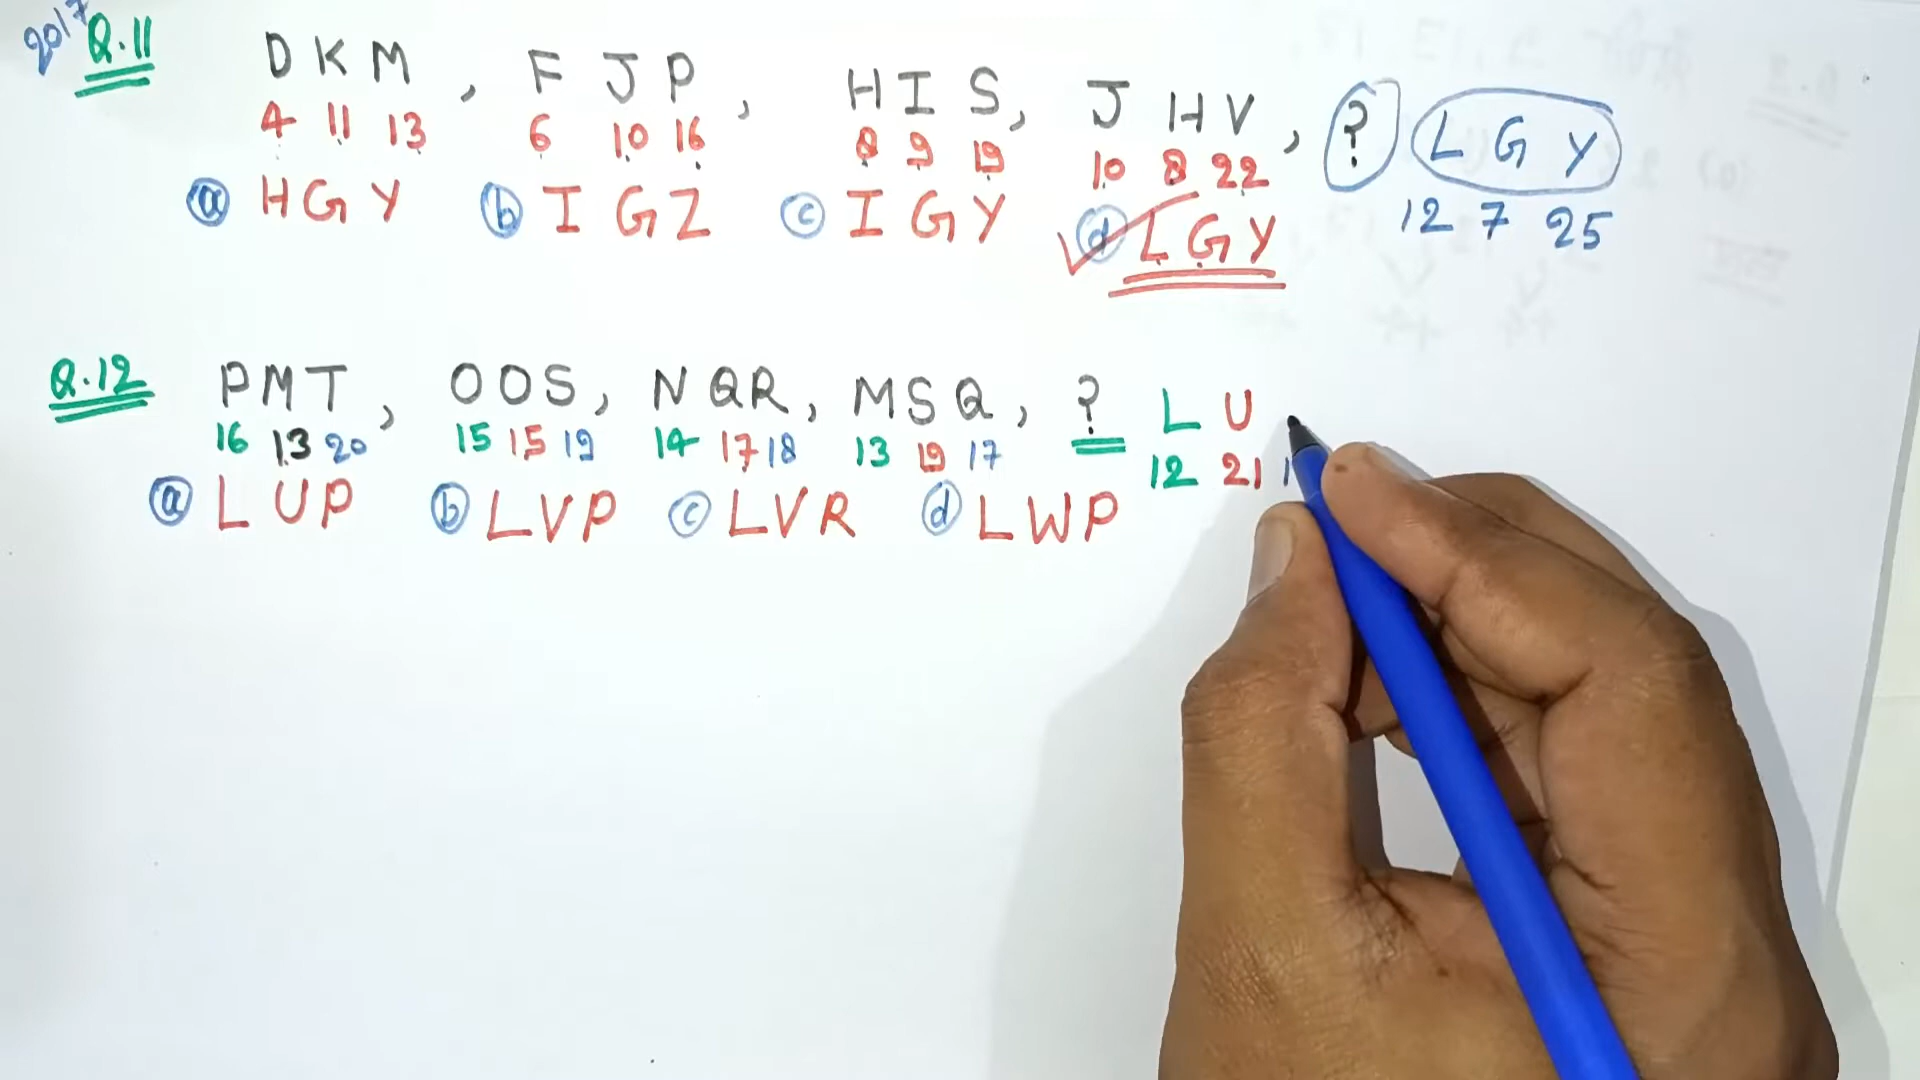 2017 Q.11 D K M , F J P , H I S , J H V , ? L G Y
4 11 13 6 10 16 8 9 19 10 8 22 12 7 25
a H G Y b I G Z c I G Y d L G Y
Q.12 P M T , O O S , N Q R , M S Q , ? L U
16 13 20 15 15 19 14 17 18 13 19 17 12 21 1
a L U P b L V P c L V R d L W P